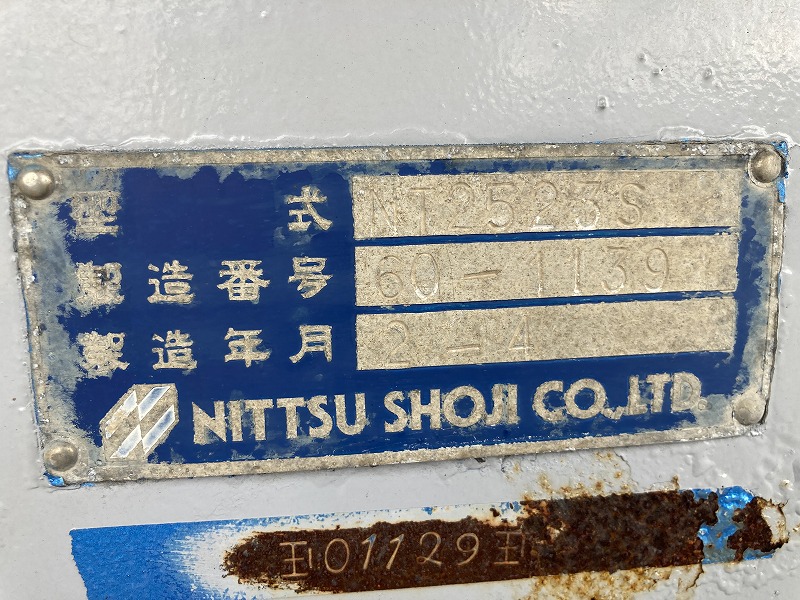 型式 NT2523S
製造番号 60-1139
製造年月 2-4
NITTSU SHOJI CO.,LTD.
01129